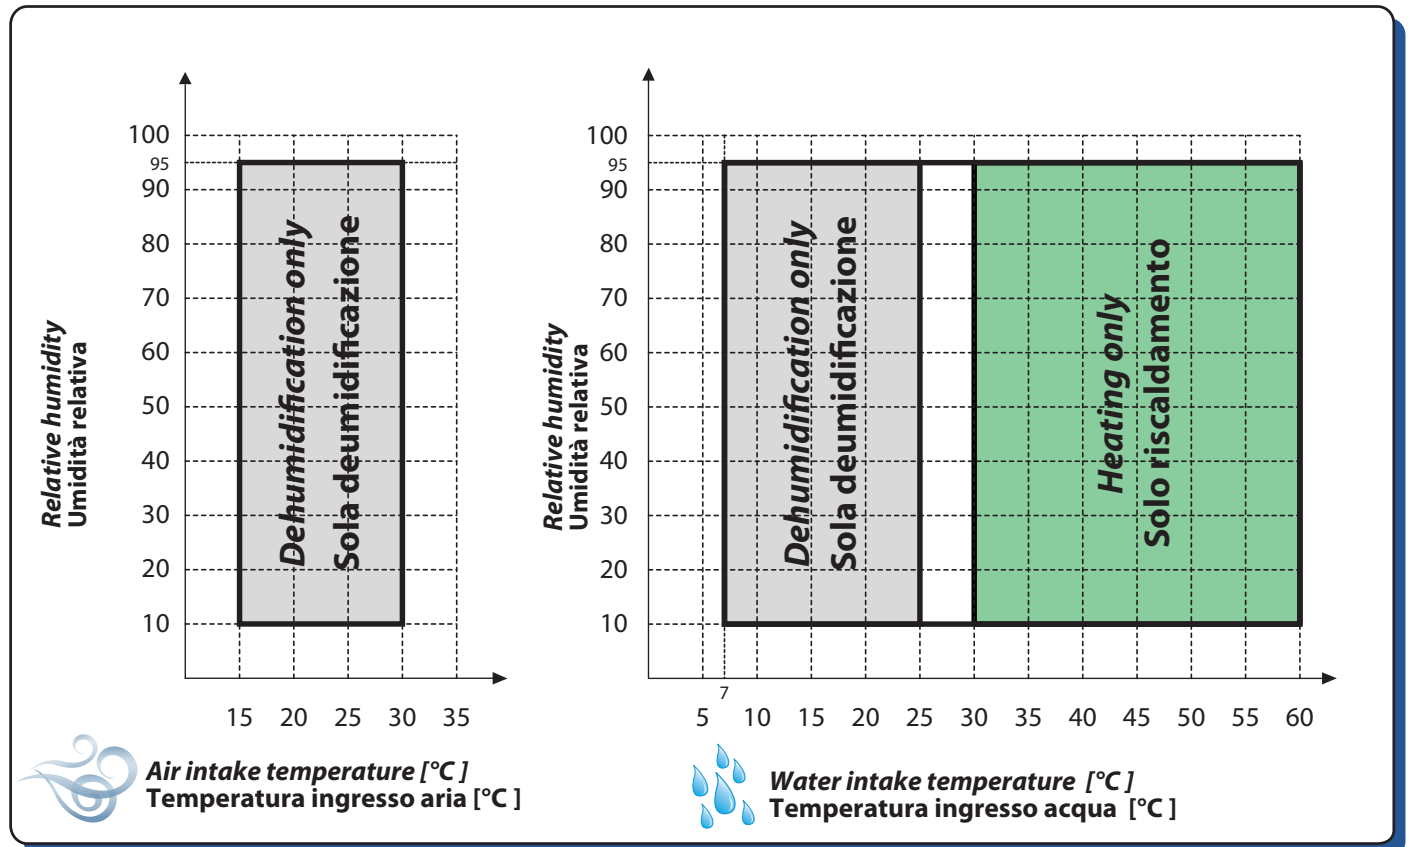 100
95
90
80
70
60
50
40
30
20
10
Relative humidity
Umidità relativa
Dehumidification only
Sola deumidificazione
15 20 25 30 35
Air intake temperature [°C ]
Temperatura ingresso aria [°C ]
100
95
90
80
70
60
50
40
30
20
10
Relative humidity
Umidità relativa
Dehumidification only
Sola deumidificazione
Heating only
Solo riscaldamento
7
5 10 15 20 25 30 35 40 45 50 55 60
Water intake temperature [°C ]
Temperatura ingresso acqua [°C ]